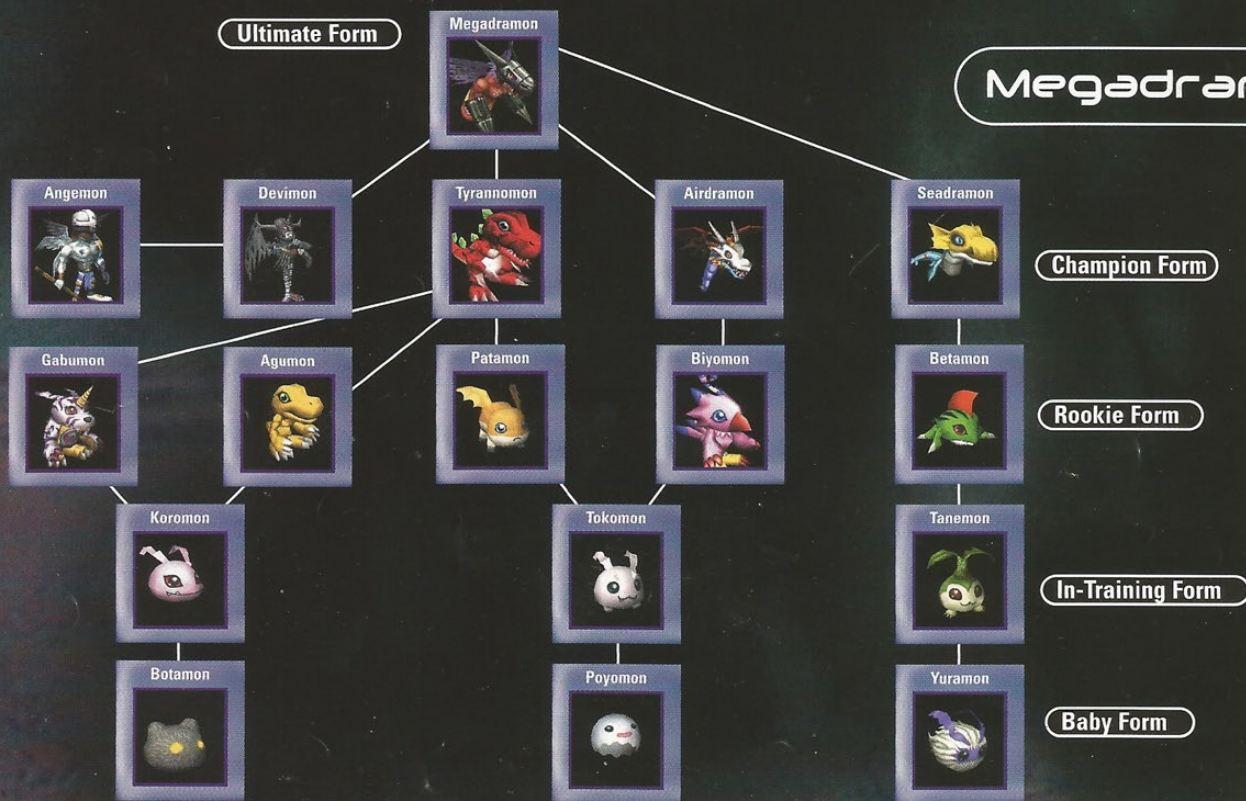 Ultimate Form
Megadramon
Megadram
Angemon
Devimon
Tyrannomon
Airdramon
Seadramon
Champion Form
Gabumon
Agumon
Patamon
Biyomon
Betamon
Rookie Form
Koromon
Tokomon
Tanemon
In-Training Form
Botamon
Poyomon
Yuramon
Baby Form